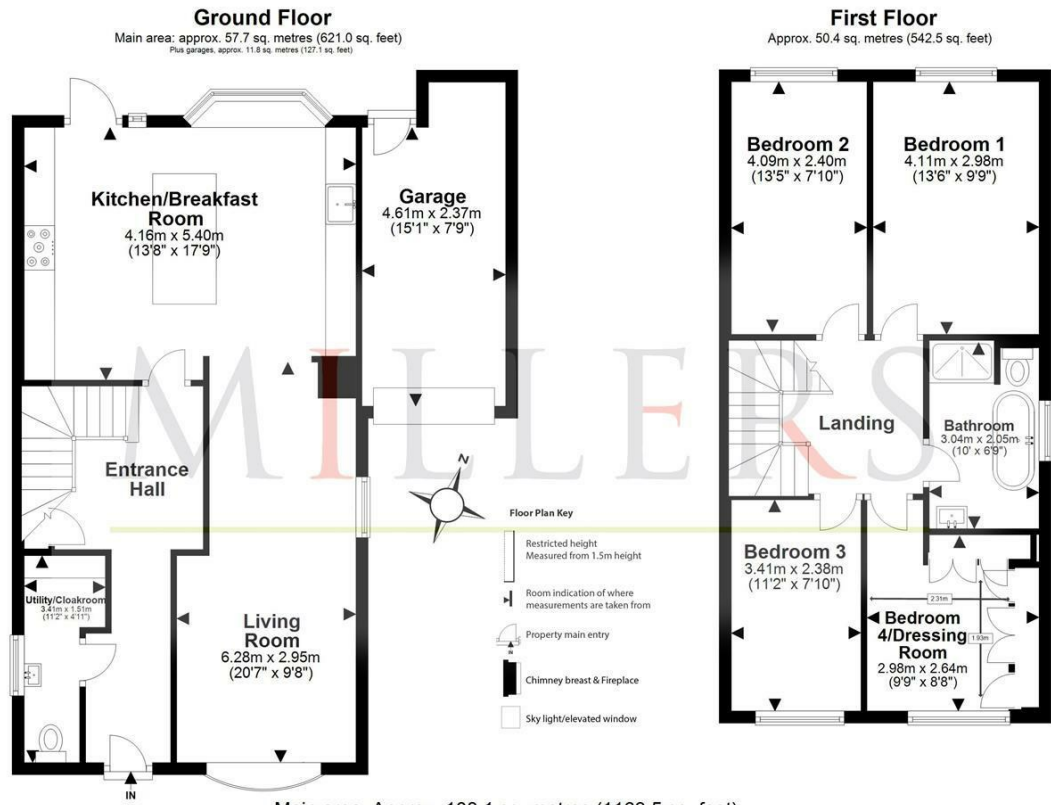 Ground Floor
Main area: approx. 57.7 sq. metres (621.0 sq. feet)
Plus garages, approx. 11.8 sq. metres (127.1 sq. feet)
Kitchen/Breakfast
Room
4.16m x 5.40m
(13'8" x 17'9")
Garage
4.61m x 2.37m
(15'1" x 7'9")
Entrance
Hall
Utility/Cloakroom
3.41m x 1.51m
(11'2" x 4'11")
Living
Room
6.28m x 2.95m
(20'7" x 9'8")
IN
N
Floor Plan Key
Restricted height
Measured from 1.5m height
Room indication of where
measurements are taken from
Property main entry
IN
Chimney breast & Fireplace
Sky light/elevated window
First Floor
Approx. 50.4 sq. metres (542.5 sq. feet)
Bedroom 2
4.09m x 2.40m
(13'5" x 7'10")
Bedroom 1
4.11m x 2.98m
(13'6" x 9'9")
Landing
Bathroom
3.04m x 2.05m
(10' x 6'9")
Bedroom 3
3.41m x 2.38m
(11'2" x 7'10")
2.31m
1.93m
Bedroom
4/Dressing
Room
2.98m x 2.64m
(9'9" x 8'8")
MILLERS